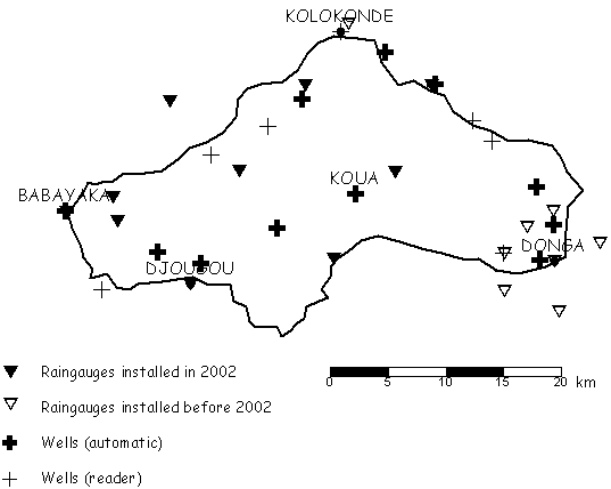 KOLOKONDE
KOUA
BABAYAKA
DONGA
DJOUGOU
Raingauges installed in 2002
0 5 10 15 20 km
Raingauges installed before 2002
Wells (automatic)
Wells (reader)